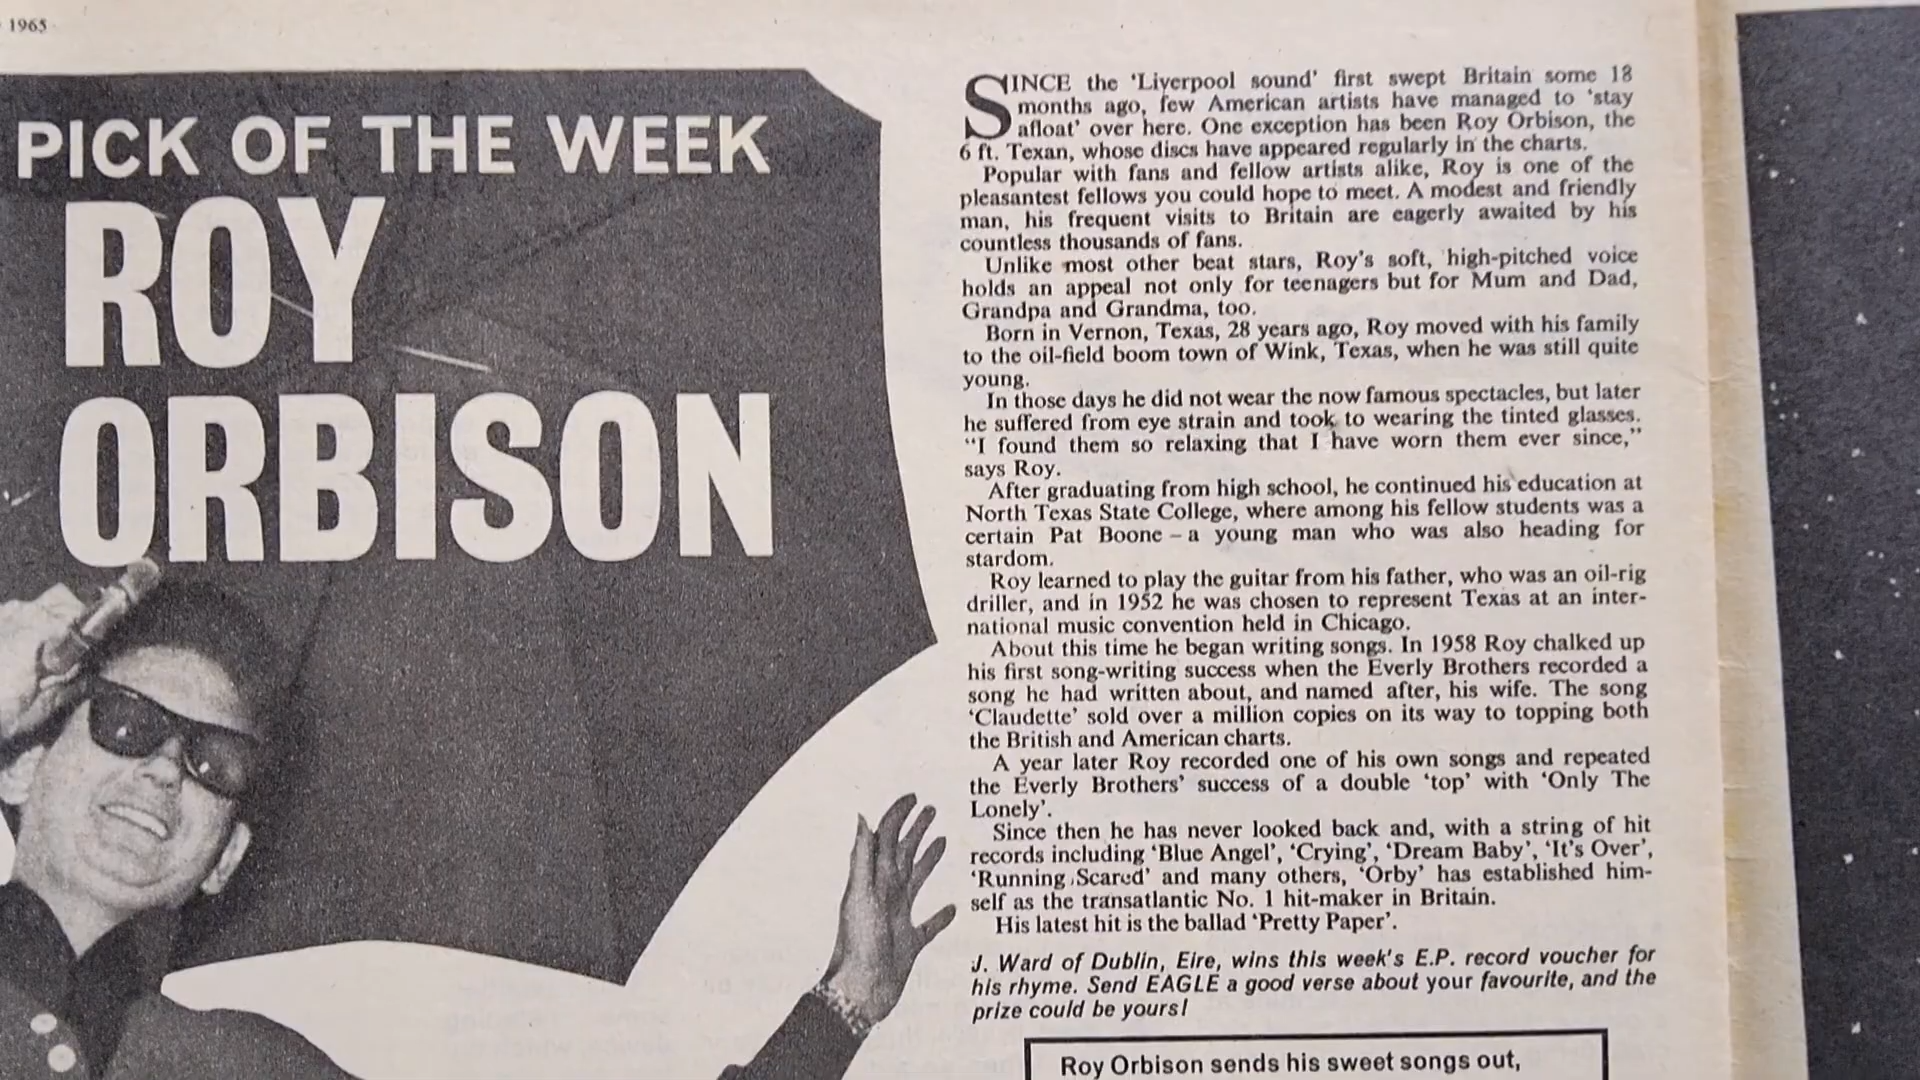 1965
PICK OF THE WEEK
ROY
ORBISON
SINCE the ‘Liverpool sound’ first swept Britain some 18
months ago, few American artists have managed to ‘stay
afloat’ over here. One exception has been Roy Orbison, the
6 ft. Texan, whose discs have appeared regularly in the charts.
Popular with fans and fellow artists alike, Roy is one of the
pleasantest fellows you could hope to meet. A modest and friendly
man, his frequent visits to Britain are eagerly awaited by his
countless thousands of fans.
Unlike most other beat stars, Roy’s soft, high-pitched voice
holds an appeal not only for teenagers but for Mum and Dad,
Grandpa and Grandma, too.
Born in Vernon, Texas, 28 years ago, Roy moved with his family
to the oil-field boom town of Wink, Texas, when he was still quite
young.
In those days he did not wear the now famous spectacles, but later
he suffered from eye strain and took to wearing the tinted glasses.
“I found them so relaxing that I have worn them ever since,”
says Roy.
After graduating from high school, he continued his education at
North Texas State College, where among his fellow students was a
certain Pat Boone – a young man who was also heading for
stardom.
Roy learned to play the guitar from his father, who was an oil-rig
driller, and in 1952 he was chosen to represent Texas at an inter-
national music convention held in Chicago.
About this time he began writing songs. In 1958 Roy chalked up
his first song-writing success when the Everly Brothers recorded a
song he had written about, and named after, his wife. The song
‘Claudette’ sold over a million copies on its way to topping both
the British and American charts.
A year later Roy recorded one of his own songs and repeated
the Everly Brothers’ success of a double ‘top’ with ‘Only The
Lonely’.
Since then he has never looked back and, with a string of hit
records including ‘Blue Angel’, ‘Crying’, ‘Dream Baby’, ‘It’s Over’,
‘Running Scared’ and many others, ‘Orby’ has established him-
self as the transatlantic No. 1 hit-maker in Britain.
His latest hit is the ballad ‘Pretty Paper’.
J. Ward of Dublin, Eire, wins this week’s E.P. record voucher for
his rhyme. Send EAGLE a good verse about your favourite, and the
prize could be yours!
Roy Orbison sends his sweet songs out,